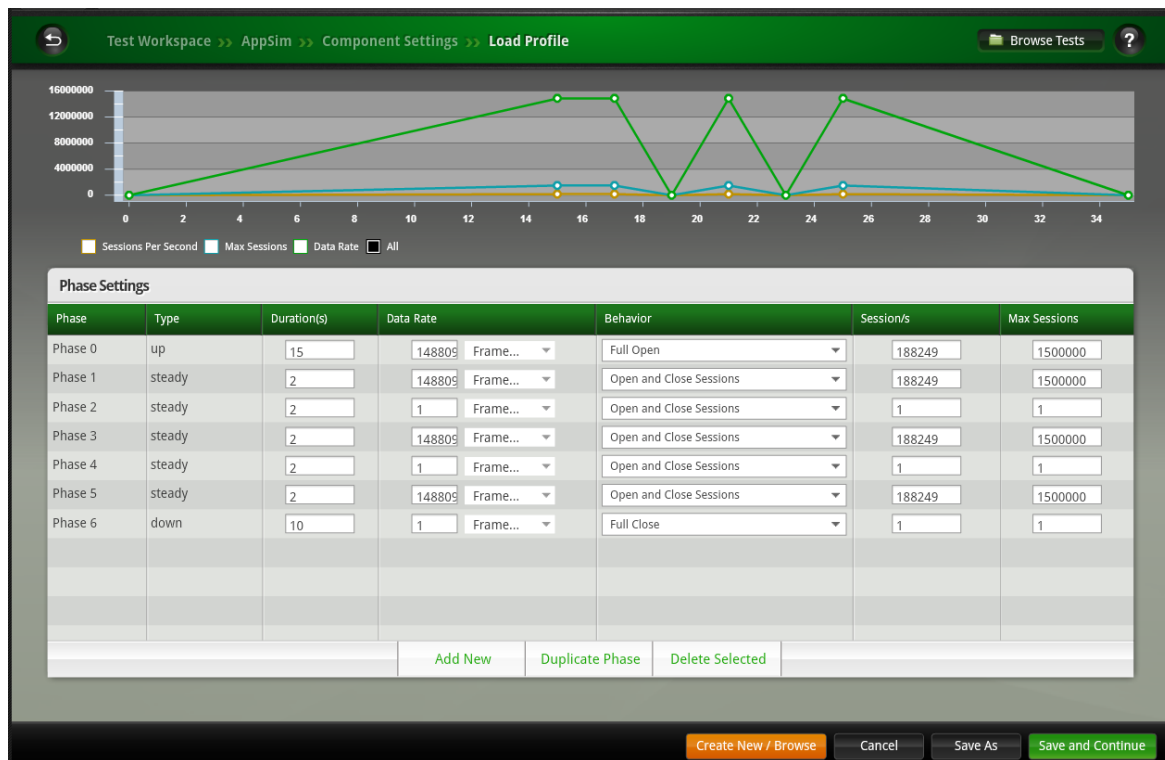 Test Workspace >> AppSim >> Component Settings >> Load Profile
Browse Tests
?
16000000
12000000
8000000
4000000
0
0 2 4 6 8 10 12 14 16 18 20 22 24 26 28 30 32 34
Sessions Per Second Max Sessions Data Rate All
Phase Settings
Phase Type Duration(s) Data Rate Behavior Session/s Max Sessions
Phase 0 up 15 148809 Frame... Full Open 188249 1500000
Phase 1 steady 2 148809 Frame... Open and Close Sessions 188249 1500000
Phase 2 steady 2 1 Frame... Open and Close Sessions 1 1
Phase 3 steady 2 148809 Frame... Open and Close Sessions 188249 1500000
Phase 4 steady 2 1 Frame... Open and Close Sessions 1 1
Phase 5 steady 2 148809 Frame... Open and Close Sessions 188249 1500000
Phase 6 down 10 1 Frame... Full Close 1 1
Add New Duplicate Phase Delete Selected
Create New / Browse Cancel Save As Save and Continue